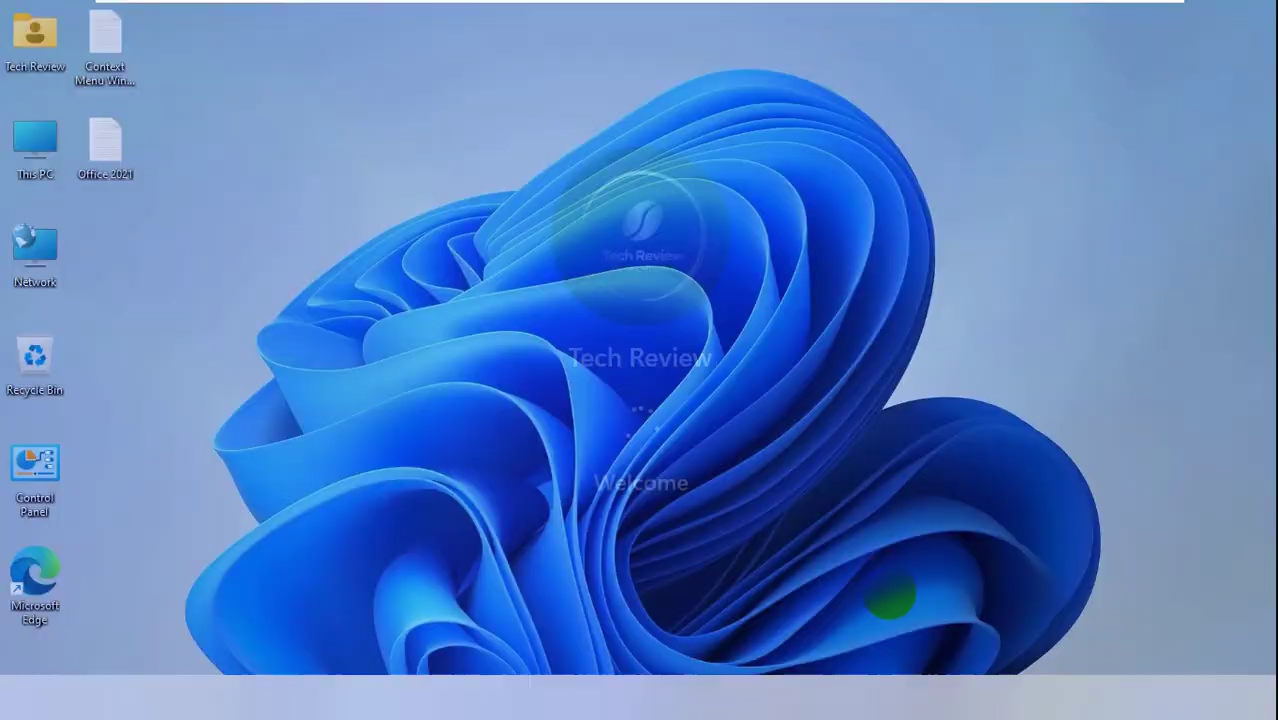 Tech Review
Context
Menu Win...
This PC
Office 2021
Network
Recycle Bin
Control
Panel
Microsoft
Edge
Tech Review
Tech Review
Welcome